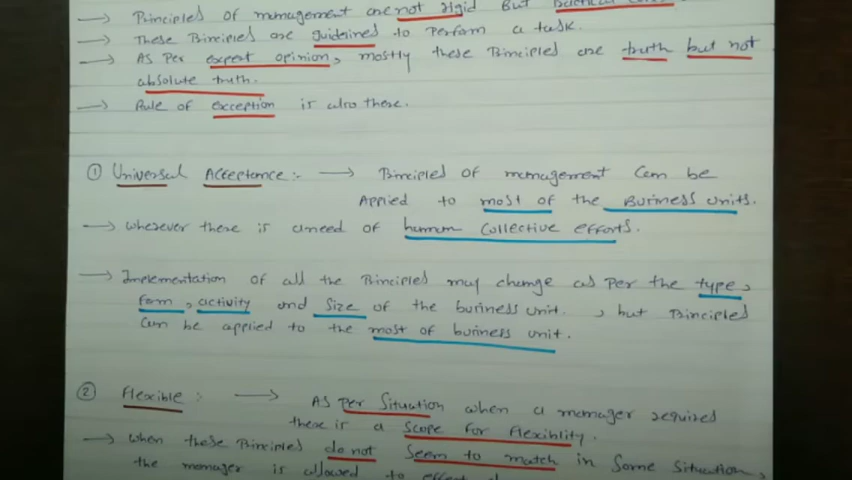 → Principles of management are not rigid But
→ These Principles are guidelined to Perform a task.
→ As per expert opinion, mostly these Principles are truth but not
absolute truth.
→ Rule of exception is also there.
① Universal Acceptance:- → Principles of management Can be
Applied to most of the Business units.
→ wherever there is a need of human Collective efforts.
→ Implementation of all the Principles may change as per the type,
form, activity and size of the business unit., but Principles
Can be applied to the most of business unit.
② Flexible:- → As per Situation when a manager required
there is a scope for flexiblity.
→ when these Principles do not seem to match in Some situation,
the manager is allowed to effect